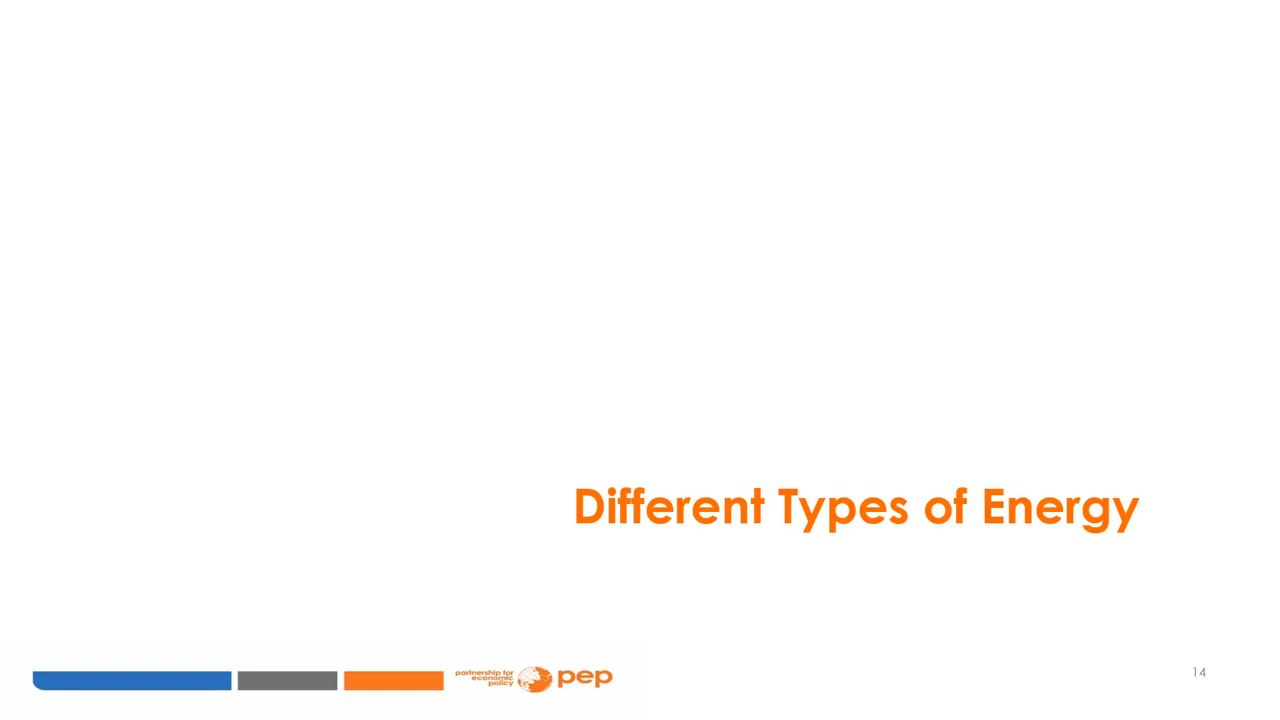 Different Types of Energy
partnership for
economic
policy
pep
14